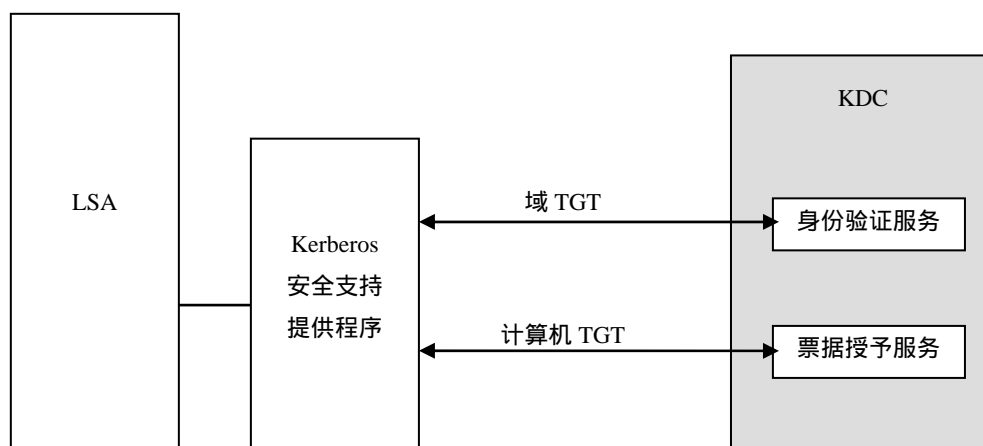 KDC
LSA
域 TGT
身份验证服务
Kerberos
安全支持
提供程序
计算机 TGT
票据授予服务